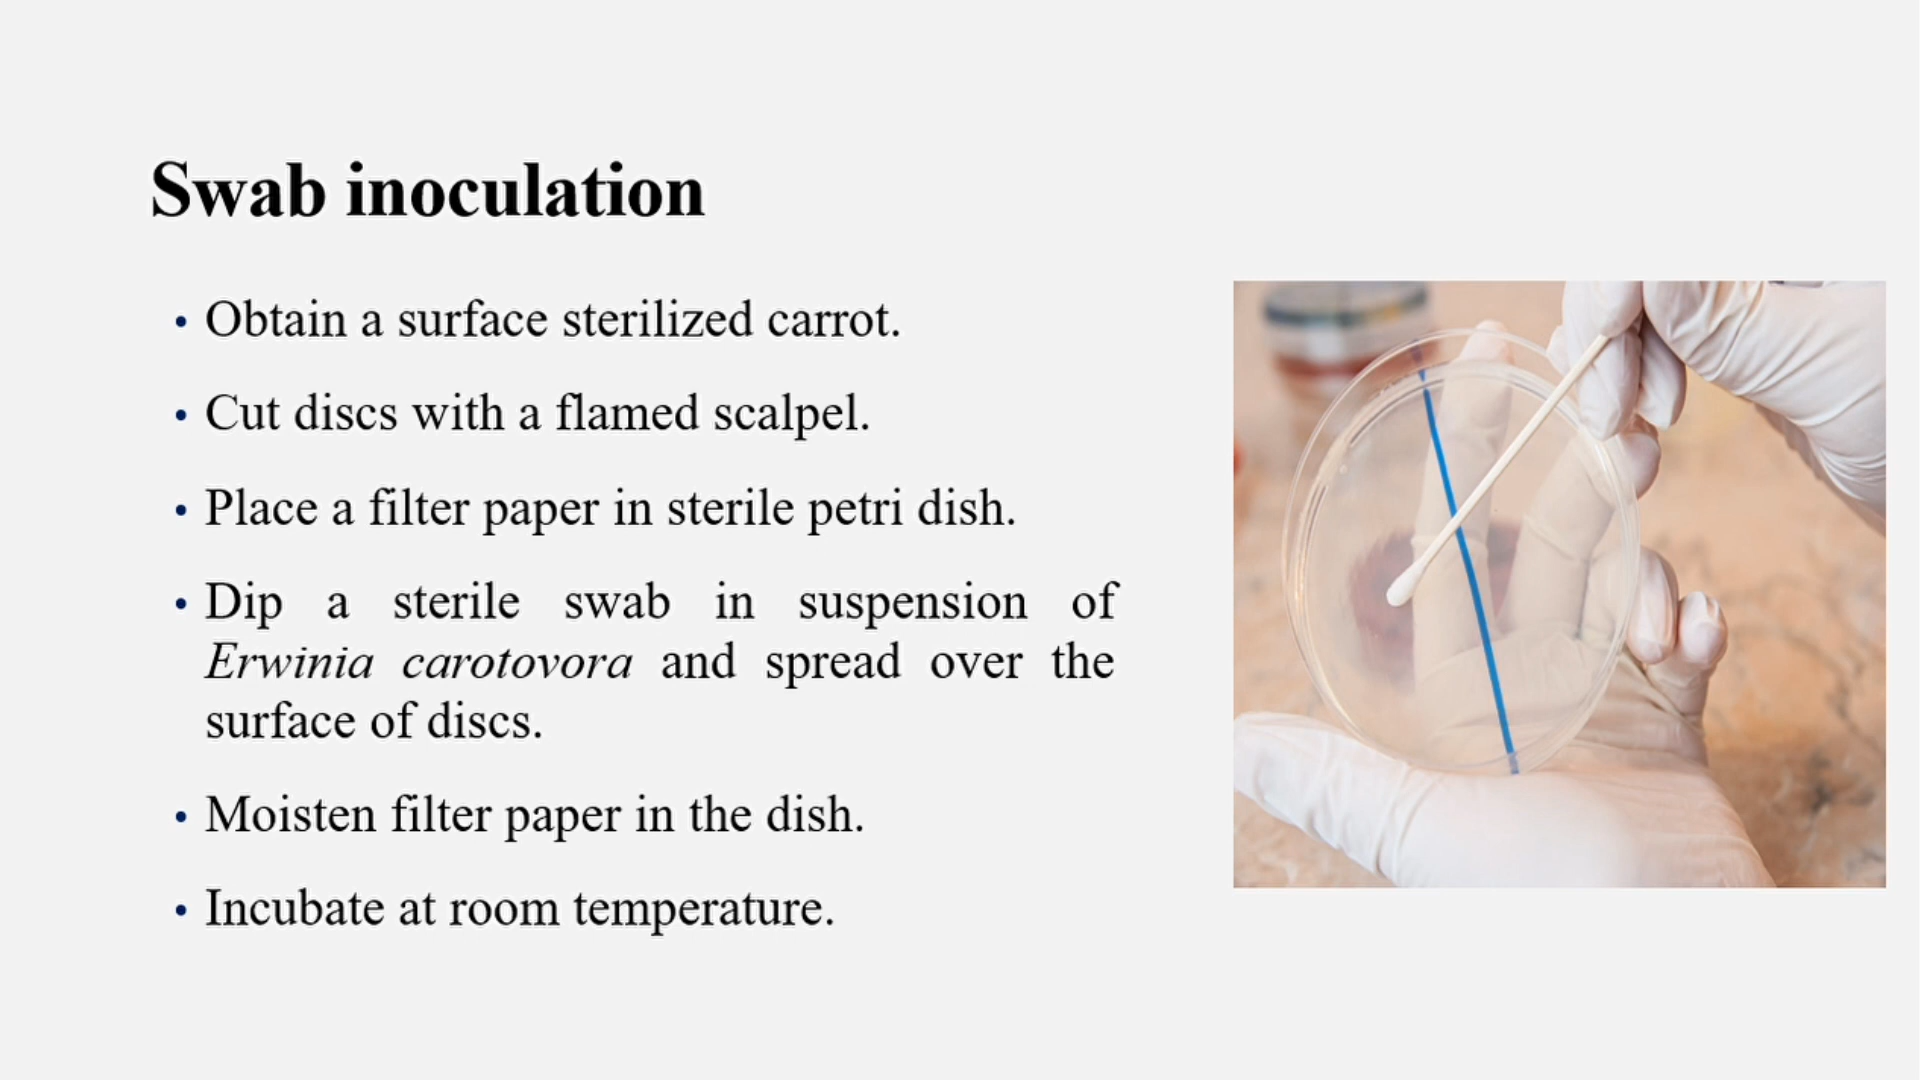 Swab inoculation
• Obtain a surface sterilized carrot.
• Cut discs with a flamed scalpel.
• Place a filter paper in sterile petri dish.
• Dip a sterile swab in suspension of
Erwinia carotovora and spread over the
surface of discs.
• Moisten filter paper in the dish.
• Incubate at room temperature.